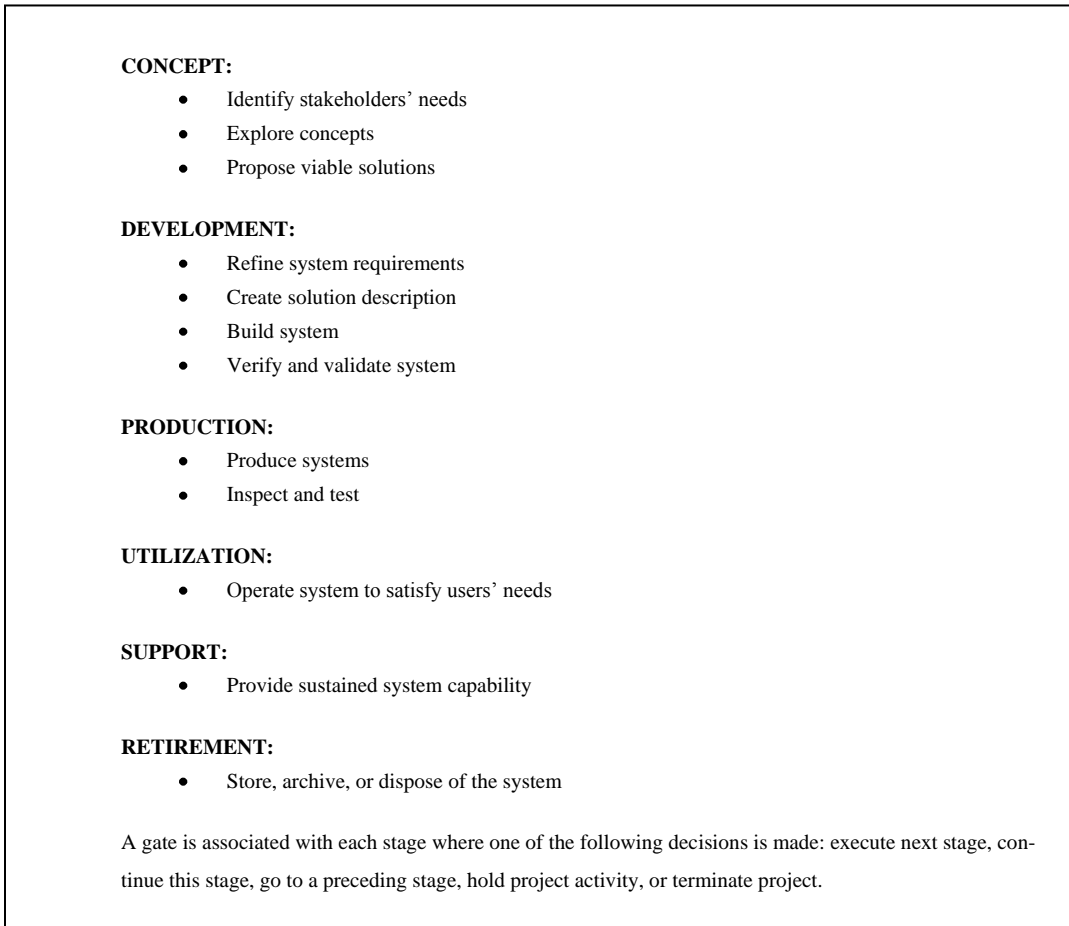 CONCEPT:
• Identify stakeholders’ needs
• Explore concepts
• Propose viable solutions
DEVELOPMENT:
• Refine system requirements
• Create solution description
• Build system
• Verify and validate system
PRODUCTION:
• Produce systems
• Inspect and test
UTILIZATION:
• Operate system to satisfy users’ needs
SUPPORT:
• Provide sustained system capability
RETIREMENT:
• Store, archive, or dispose of the system
A gate is associated with each stage where one of the following decisions is made: execute next stage, con-
tinue this stage, go to a preceding stage, hold project activity, or terminate project.